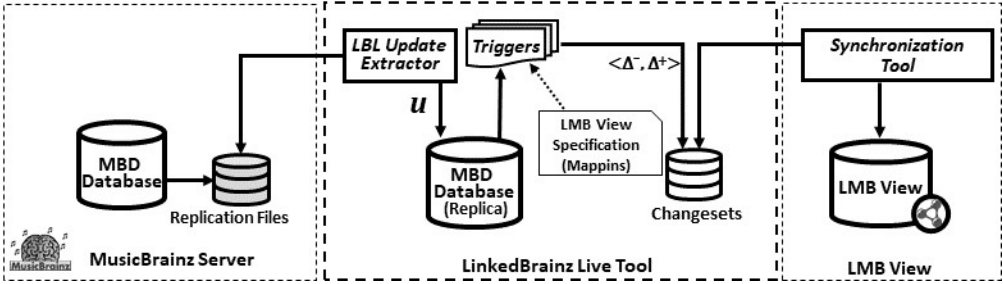 LBL Update
Extractor
Triggers
<Δ⁻, Δ⁺>
Synchronization
Tool
u
LMB View
Specification
(Mappins)
MBD
Database
Replication Files
MBD
Database
(Replica)
Changesets
LMB View
MusicBrainz
MusicBrainz Server
LinkedBrainz Live Tool
LMB View